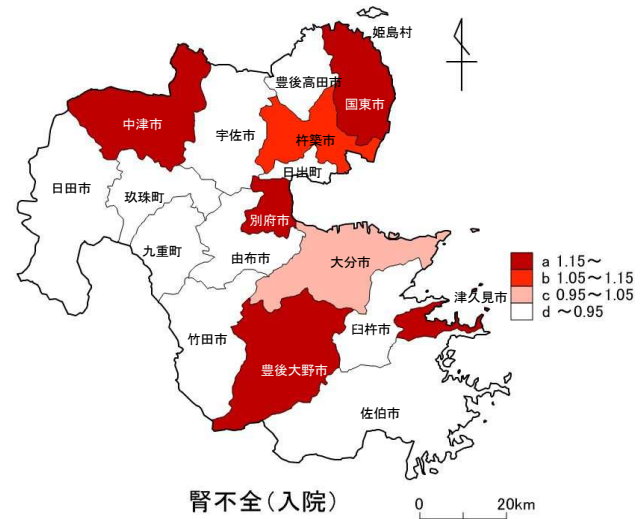 姫島村
豊後高田市
国東市
中津市
宇佐市
杵築市
日出町
日田市
玖珠町
別府市
九重町
由布市
大分市
a 1.15～
b 1.05～1.15
c 0.95～1.05
d ～0.95
津久見市
竹田市
臼杵市
豊後大野市
佐伯市
腎不全(入院)
0 20km